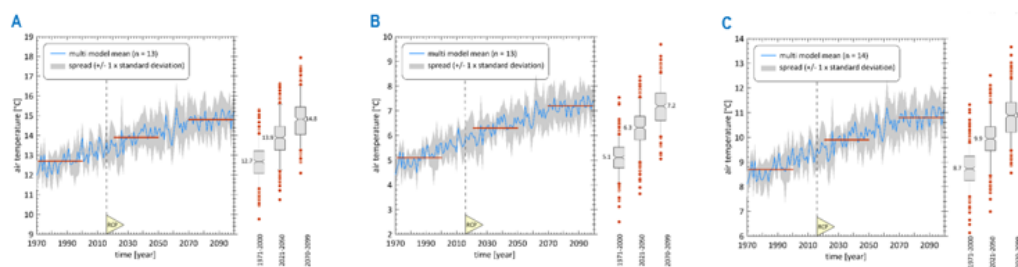 A
air temperature [°C]
19
18
17
16
15
14
13
12
11
10
9
multi-model mean (n = 13)
spread (+/- 1 x standard deviation)
RCP
1970 1990 2010 2030 2050 2070 2090
time [year]
12.7
13.9
14.8
1971-2000
2021-2050
2070-2099
B
air temperature [°C]
10
9
8
7
6
5
4
3
2
1
0
multi model mean (n = 13)
spread (+/- 1 x standard deviation)
RCP
1970 1990 2010 2030 2050 2070 2090
time [year]
5.1
6.3
7.2
1971-2000
2021-2050
2070-2099
C
air temperature [°C]
14
13
12
11
10
9
8
7
6
multi-model mean (n = 14)
spread (+/- 1 x standard deviation)
RCP
1970 1990 2010 2030 2050 2070 2090
time [year]
8.7
9.9
1971-2000
2021-2050
2070-2099